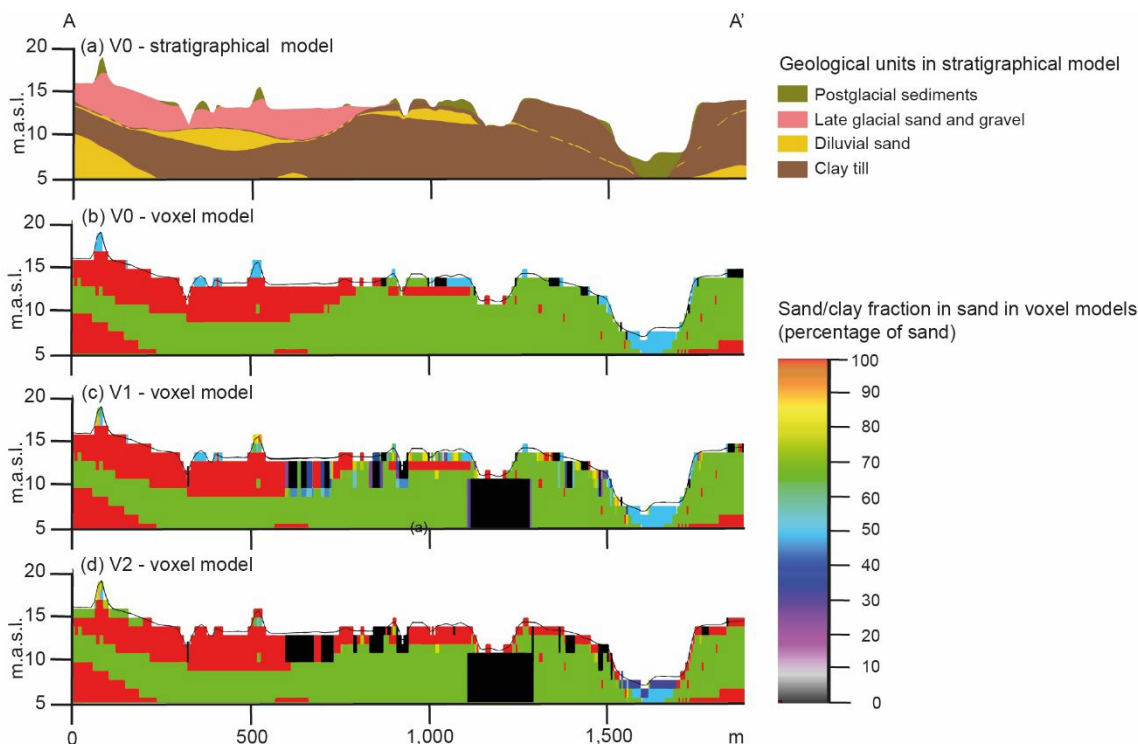 A
A'
(a) V0 - stratigraphical model
20
15
10
5
m.a.s.l.
Geological units in stratigraphical model
Postglacial sediments
Late glacial sand and gravel
Diluvial sand
Clay till
(b) V0 - voxel model
20
15
10
5
m.a.s.l.
(c) V1 - voxel model
20
15
10
5
m.a.s.l.
(a)
(d) V2 - voxel model
20
15
10
5
m.a.s.l.
0
500
1,000
1,500
m
Sand/clay fraction in sand in voxel models
(percentage of sand)
100
90
80
70
60
50
40
30
20
10
0